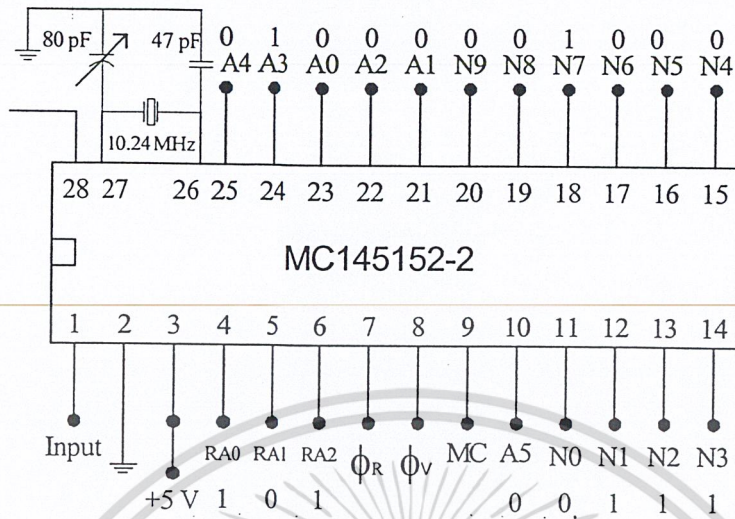 80 pF 47 pF 0 1 0 0 0 0 0 1 0 0 0
A4 A3 A0 A2 A1 N9 N8 N7 N6 N5 N4
10.24 MHz
28 27 26 25 24 23 22 21 20 19 18 17 16 15
MC145152-2
1 2 3 4 5 6 7 8 9 10 11 12 13 14
Input RA0 RA1 RA2 ϕR ϕV MC A5 N0 N1 N2 N3
+5 V 1 0 1 0 0 1 1 1